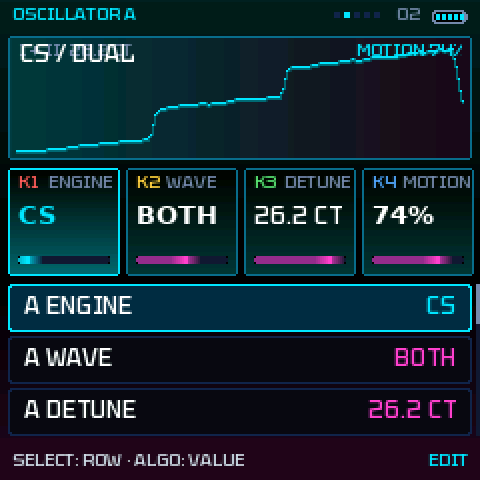 OSCILLATOR A 02
CS / DUAL MOTION 74%
K1 ENGINE K2 WAVE K3 DETUNE K4 MOTION
CS BOTH 26.2 CT 74%
A ENGINE CS
A WAVE BOTH
A DETUNE 26.2 CT
SELECT: ROW · ALGO: VALUE EDIT